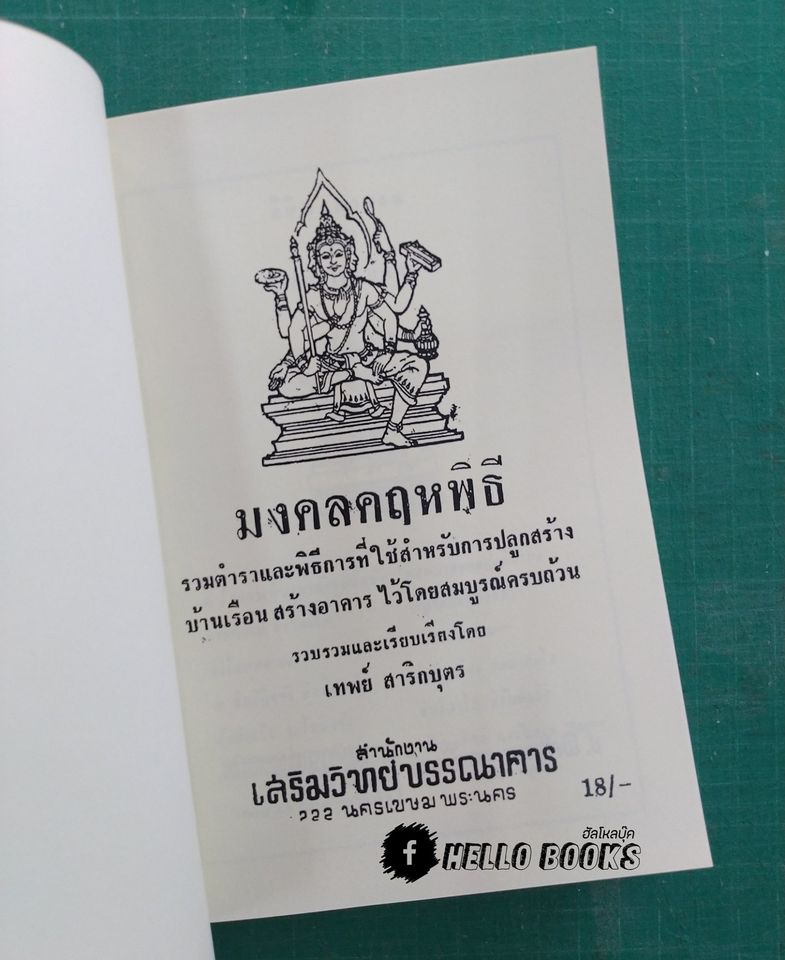 มงคลคฤหพิธี
รวมตำราและพิธีการที่ใช้สำหรับการปลูกสร้าง
บ้านเรือน สร้างอาคาร ไว้โดยสมบูรณ์ครบถ้วน
รวบรวมและเรียบเรียงโดย
เทพย์ สาริกบุตร
สำนักงาน
เสริมวิทย์บรรณาคาร
๒๒๒ นครเขษม พระนคร
18/-
ฮัลโหลบุ๊ค
f HELLO BOOKS